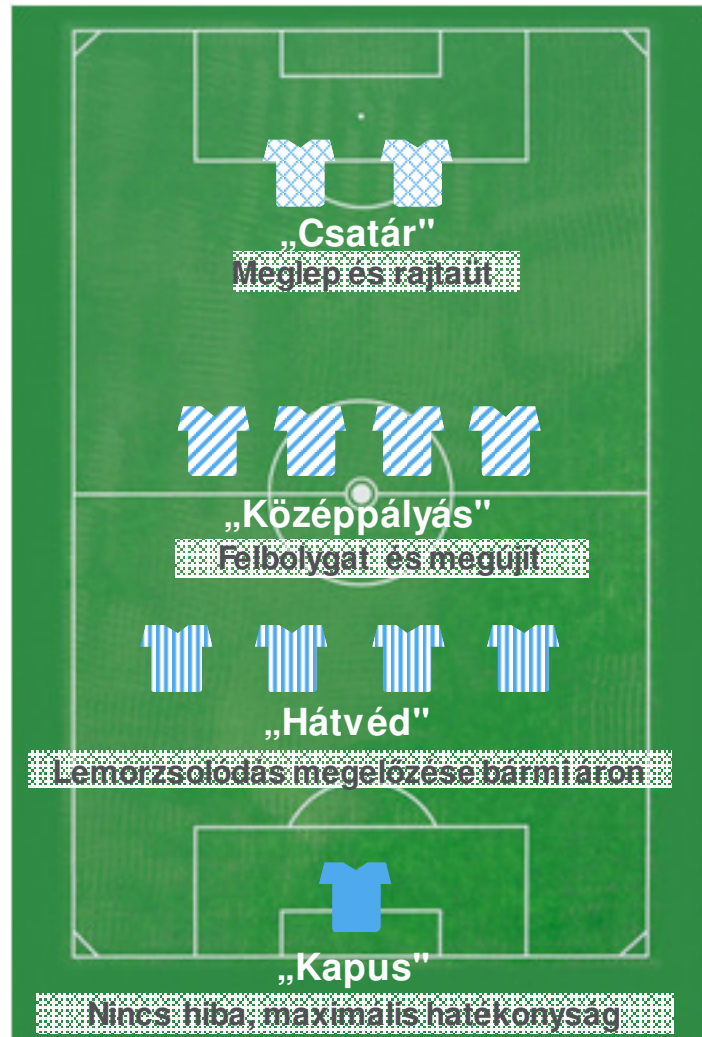 „Csatár"
Meglep és rajtaüt
„Középpályás"
Felbolygat és megújít
„Hátvéd"
Lemorzsolódás megelőzése bármi áron
„Kapus"
Nincs hiba, maximális hatékonyság